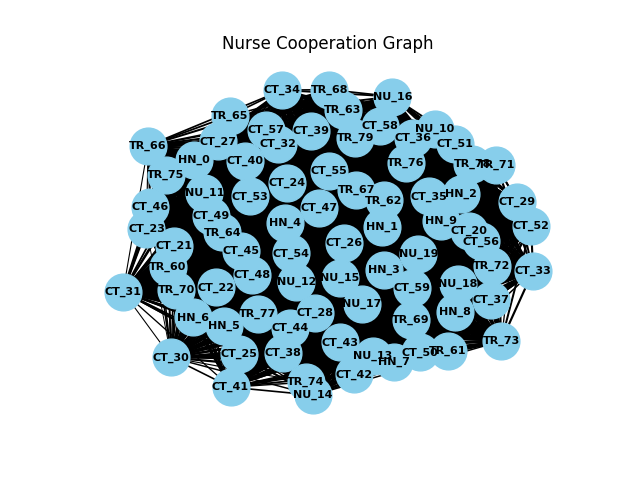 Nurse Cooperation Graph
CT_34
TR_68
NU_16
TR_63
TR_65
CT_58
NU_10
CT_57
CT_39
TR_79
CT_36
CT_27
CT_32
CT_51
TR_66
HN_0
CT_40
TR_76
TR_71
CT_55
TR_75
CT_24
TR_67
NU_11
CT_53
CT_35
HN_2
TR_62
CT_29
CT_46
CT_47
CT_49
HN_4
HN_1
HN_9
CT_52
CT_23
TR_64
CT_20
CT_26
CT_56
CT_21
CT_45
CT_54
NU_19
TR_60
TR_72
HN_3
CT_33
CT_48
NU_15
NU_12
NU_18
CT_31
TR_70
CT_22
CT_59
CT_37
NU_17
TR_77
CT_28
HN_8
HN_6
TR_69
HN_5
CT_44
CT_43
TR_73
CT_25
CT_38
CT_50
TR_61
CT_30
NU_13
HN_7
CT_42
TR_74
CT_41
NU_14